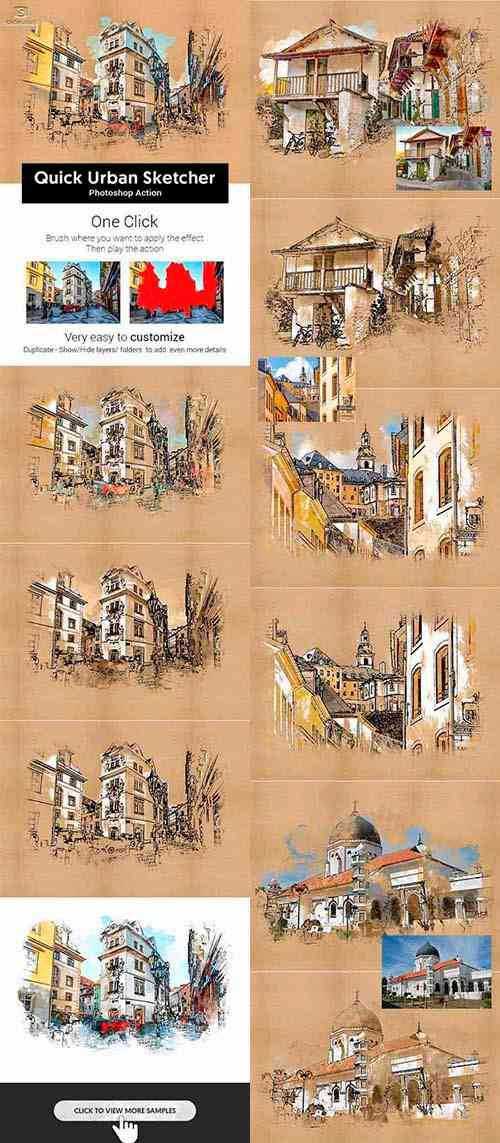 Quick Urban Sketcher
Photoshop Action
One Click
Brush where you want to apply the effect
Then play the action
Very easy to customize
Duplicate - Show/Hide layers/ folders to add even more details
CLICK TO VIEW MORE SAMPLES